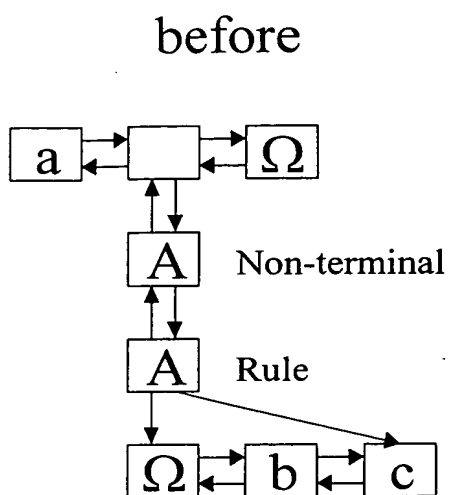 before
a Ω
A Non-terminal
A Rule
Ω b c